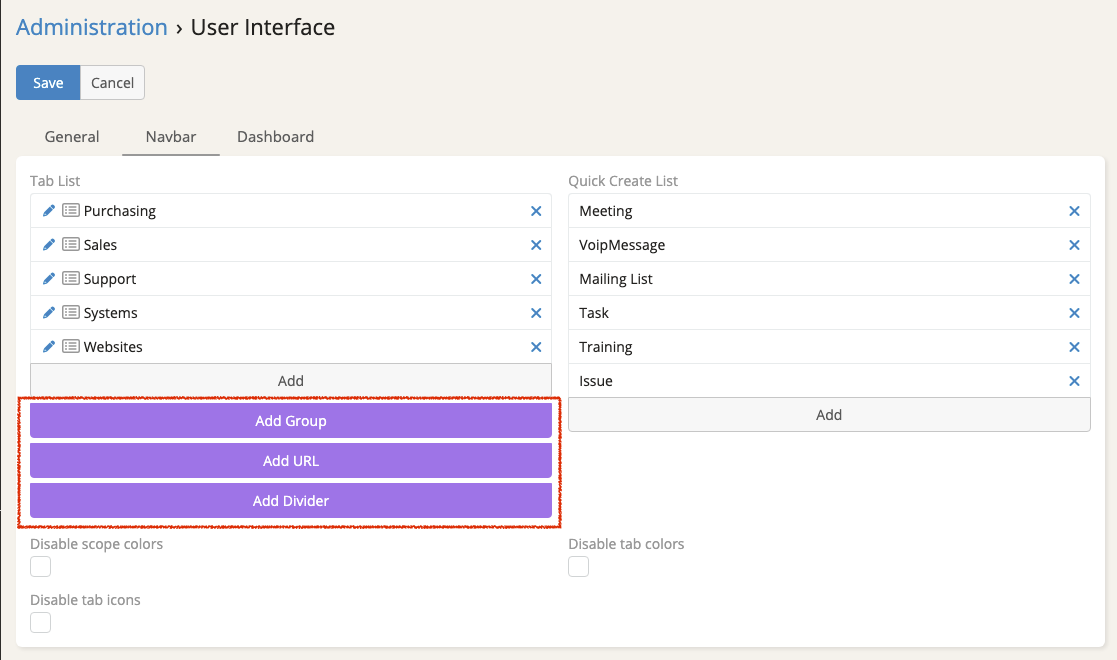 Administration › User Interface
Save Cancel
General Navbar Dashboard
Tab List
Purchasing
Sales
Support
Systems
Websites
Add
Add Group
Add URL
Add Divider
Quick Create List
Meeting
VoipMessage
Mailing List
Task
Training
Issue
Add
Disable scope colors
Disable tab colors
Disable tab icons